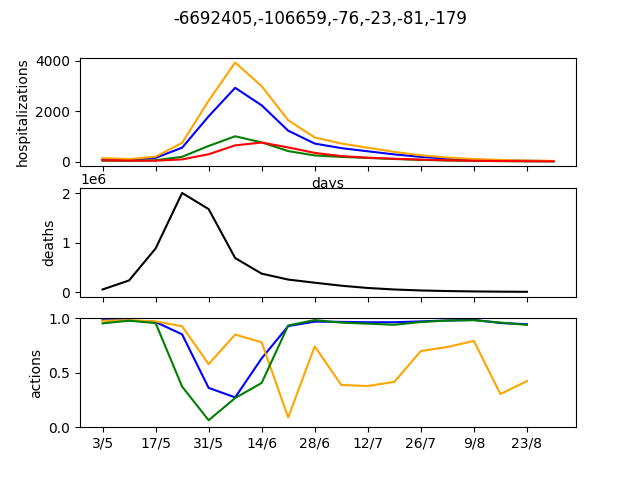 -6692405,-106659,-76,-23,-81,-179
4000
2000
0
hospitalizations
days
1e6
2
1
0
deaths
1.0
0.5
0.0
actions
3/5 17/5 31/5 14/6 28/6 12/7 26/7 9/8 23/8